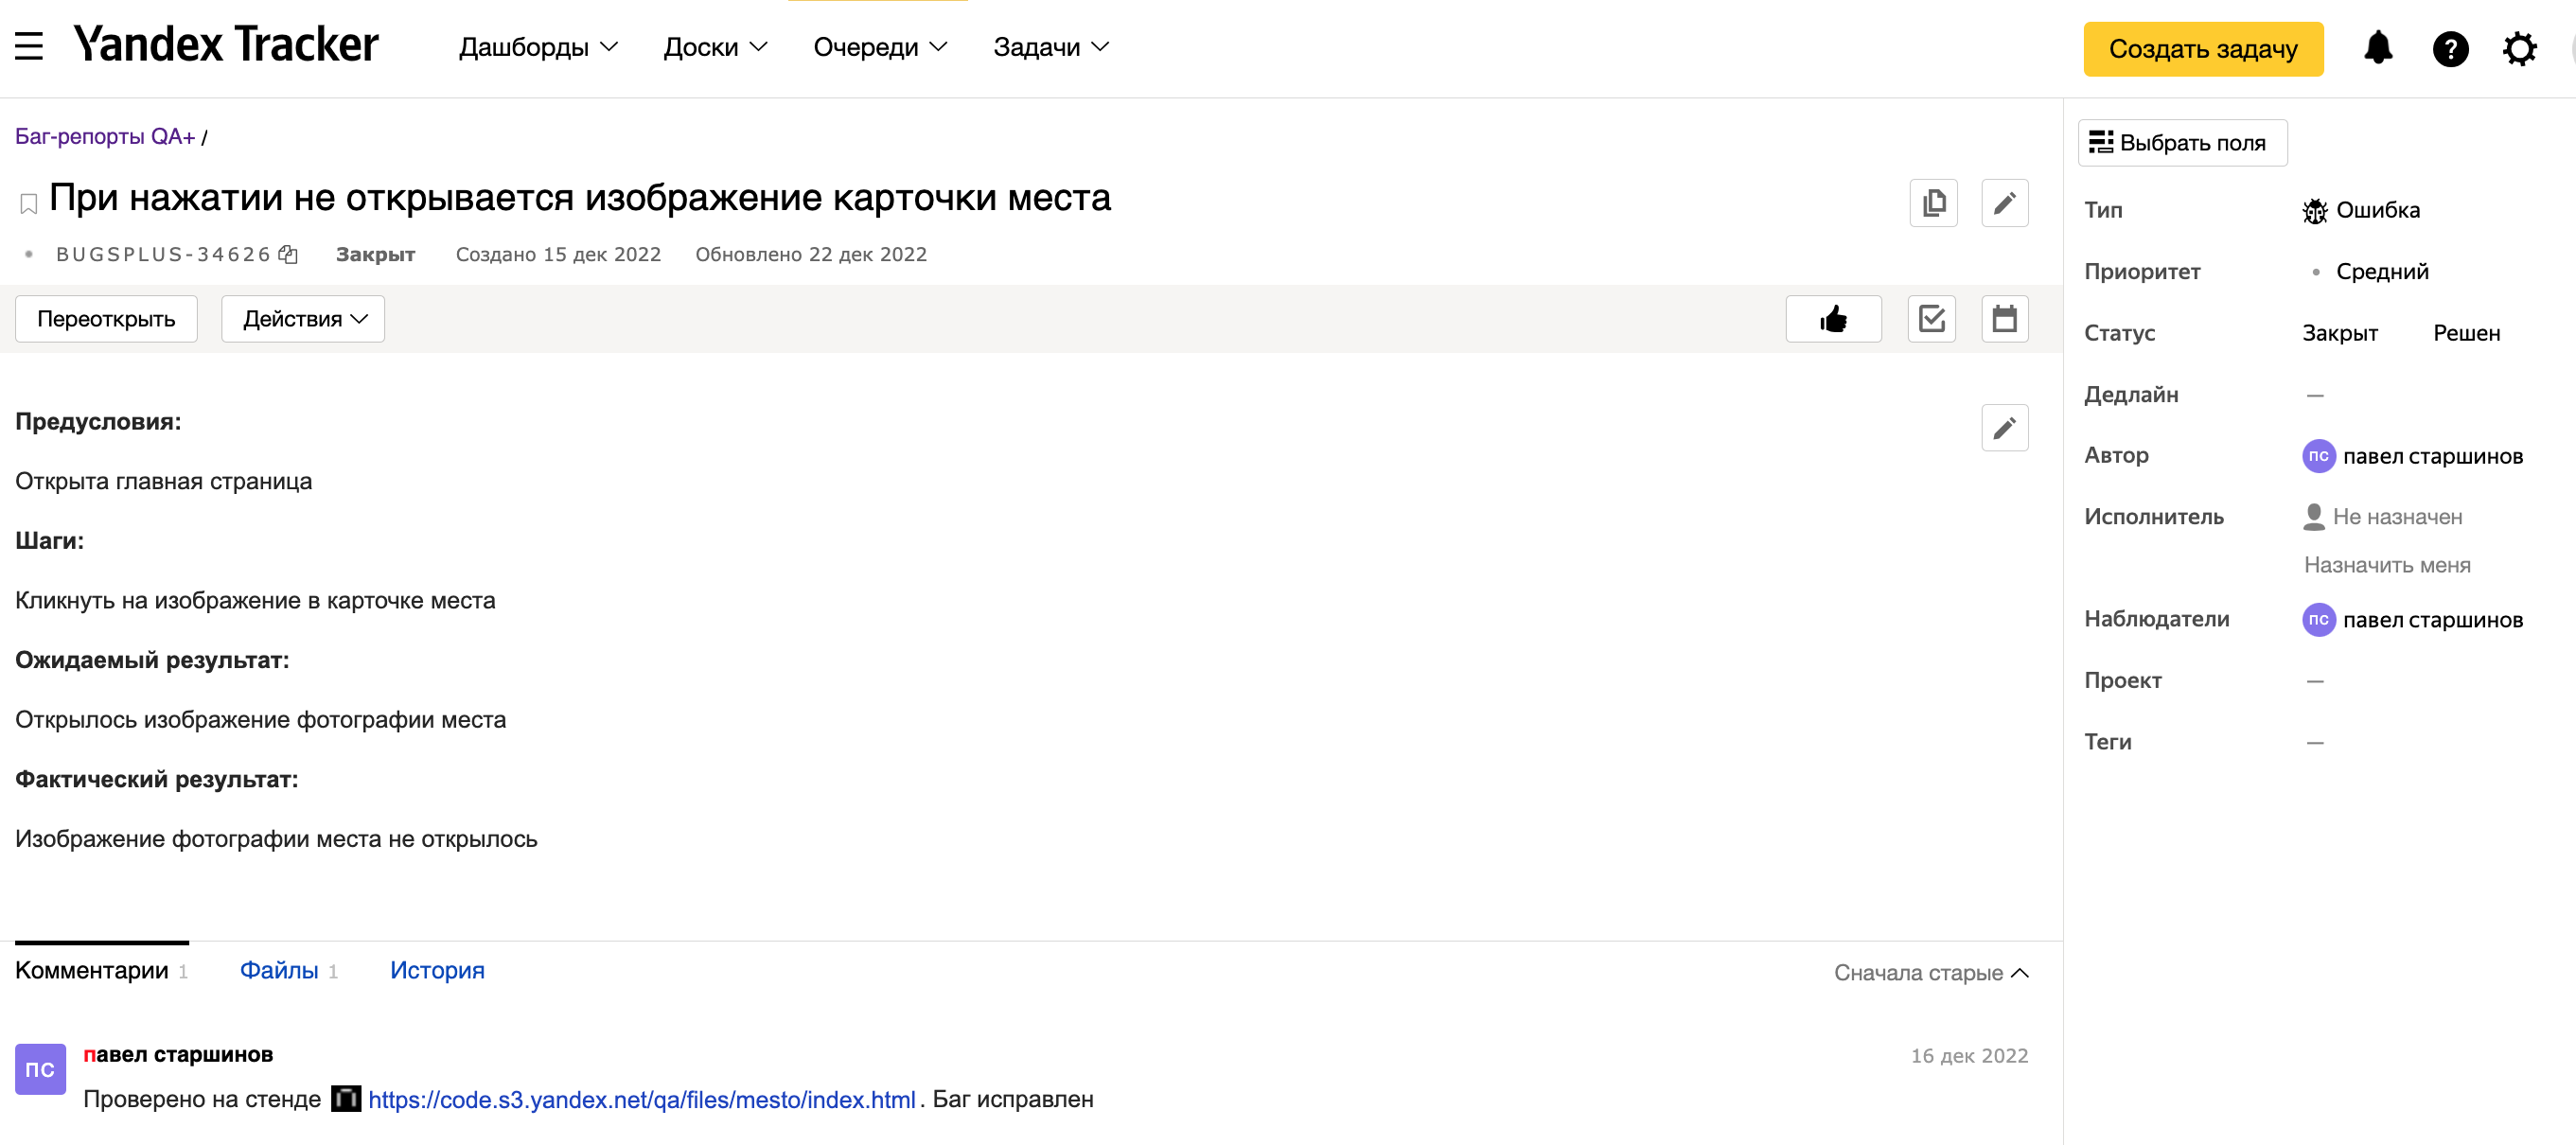 Yandex Tracker Дашборды Доски Очереди Задачи Создать задачу
Баг-репорты QA+ /
При нажатии не открывается изображение карточки места
BUGSPLUS-34626 Закрыт Создано 15 дек 2022 Обновлено 22 дек 2022
Переоткрыть Действия
Предусловия:
Открыта главная страница
Шаги:
Кликнуть на изображение в карточке места
Ожидаемый результат:
Открылось изображение фотографии места
Фактический результат:
Изображение фотографии места не открылось
Комментарии 1 Файлы 1 История Сначала старые
ПС павел старшинов 16 дек 2022
Проверено на стенде https://code.s3.yandex.net/qa/files/mesto/index.html. Баг исправлен
Выбрать поля
Тип Ошибка
Приоритет Средний
Статус Закрыт Решен
Дедлайн —
Автор ПС павел старшинов
Исполнитель Не назначен
Назначить меня
Наблюдатели ПС павел старшинов
Проект —
Теги —